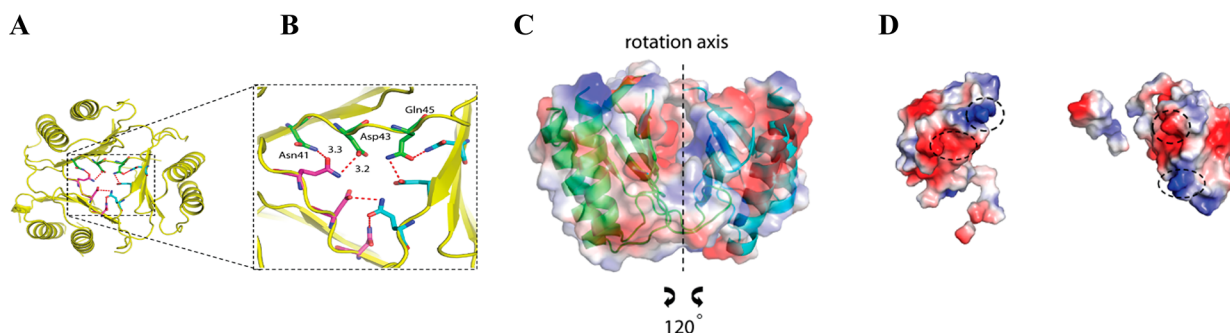 A
B
C
D
rotation axis
Gln45
Asp43
Asn41
3.3
3.2
120°